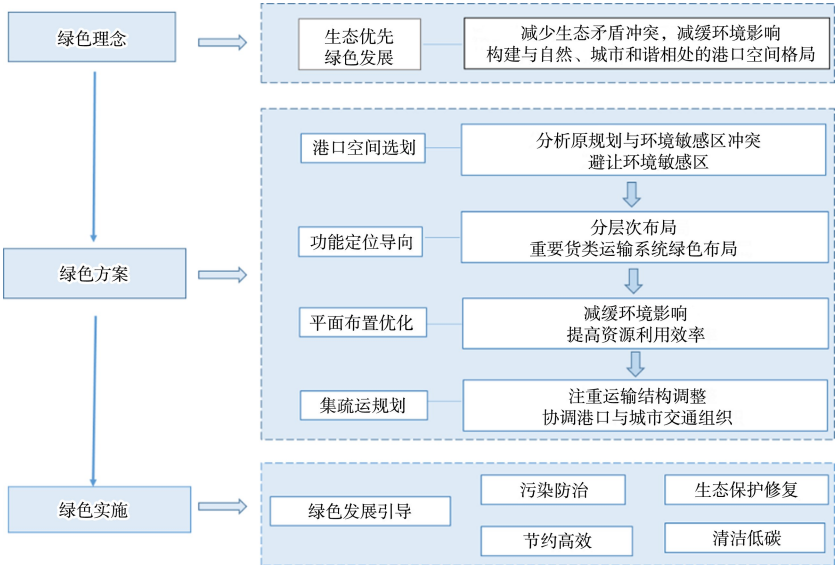 绿色理念
生态优先
绿色发展
减少生态矛盾冲突，减缓环境影响
构建与自然、城市和谐相处的港口空间格局
港口空间选划
分析原规划与环境敏感区冲突
避让环境敏感区
功能定位导向
分层次布局
重要货类运输系统绿色布局
绿色方案
平面布置优化
减缓环境影响
提高资源利用效率
集疏运规划
注重运输结构调整
协调港口与城市交通组织
绿色实施
绿色发展引导
污染防治
生态保护修复
节约高效
清洁低碳